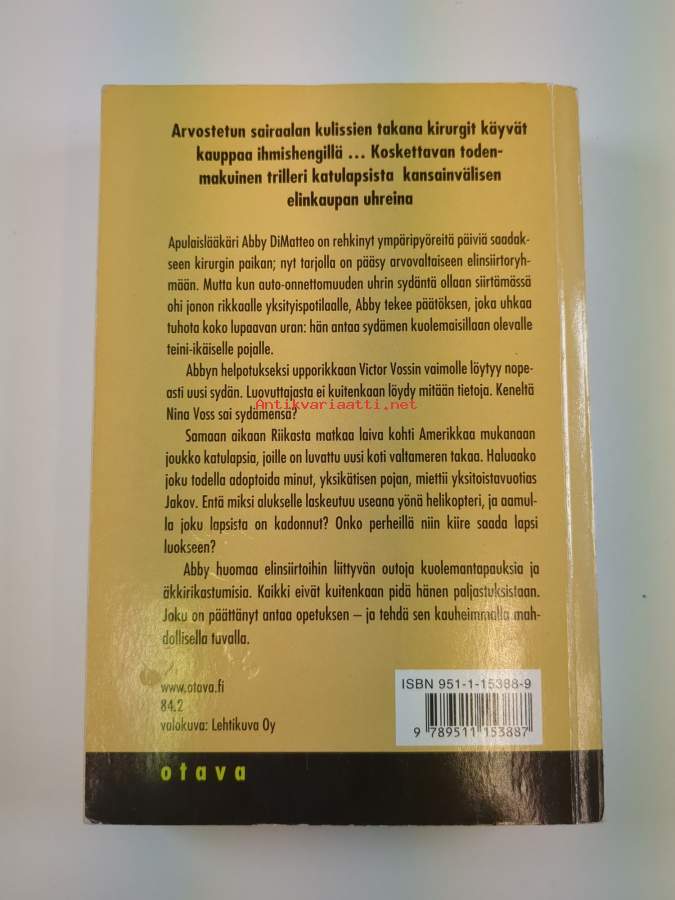 Arvostetun sairaalan kulissien takana kirurgit käyvät
kauppaa ihmishengillä ... Koskettavan toden-
makuinen trilleri katulapsista kansainvälisen
elinkaupan uhreina
Apulaislääkäri Abby DiMatteo on rehkinyt ympäripyöreitä päiviä saadak-
seen kirurgin paikan; nyt tarjolla on pääsy arvovaltaiseen elinsiirtoryh-
mään. Mutta kun auto-onnettomuuden uhrin sydäntä ollaan siirtämässä
ohi jonon rikkaalle yksityispotilaalle, Abby tekee päätöksen, joka uhkaa
tuhota koko lupaavan uran: hän antaa sydämen kuolemaisillaan olevalle
teini-ikäiselle pojalle.
Abbyn helpotukseksi upporikkaan Victor Vossin vaimolle löytyy nope-
asti uusi sydän. Luovuttajasta ei kuitenkaan löydy mitään tietoja. Keneltä
Antikvariaatti.net
Nina Voss sai sydämensä?
Samaan aikaan Riikasta matkaa laiva kohti Amerikkaa mukanaan
joukko katulapsia, joille on luvattu uusi koti valtameren takaa. Haluaako
joku todella adoptoida minut, yksikätisen pojan, miettii yksitoistavuotias
Jakov. Entä miksi alukselle laskeutuu useana yönä helikopteri, ja aamul-
la joku lapsista on kadonnut? Onko perheillä niin kiire saada lapsi
luokseen?
Abby huomaa elinsiirtoihin liittyvän outoja kuolemantapauksia ja
äkkirikastumisia. Kaikki eivät kuitenkaan pidä hänen paljastuksistaan.
Joku on päättänyt antaa opetuksen – ja tehdä sen kauheimmalla mah-
dollisella tuvalla.
www.otava.fi
84.2
valokuva: Lehtikuva Oy
ISBN 951-1-15388-9
9 789511 153887
otava